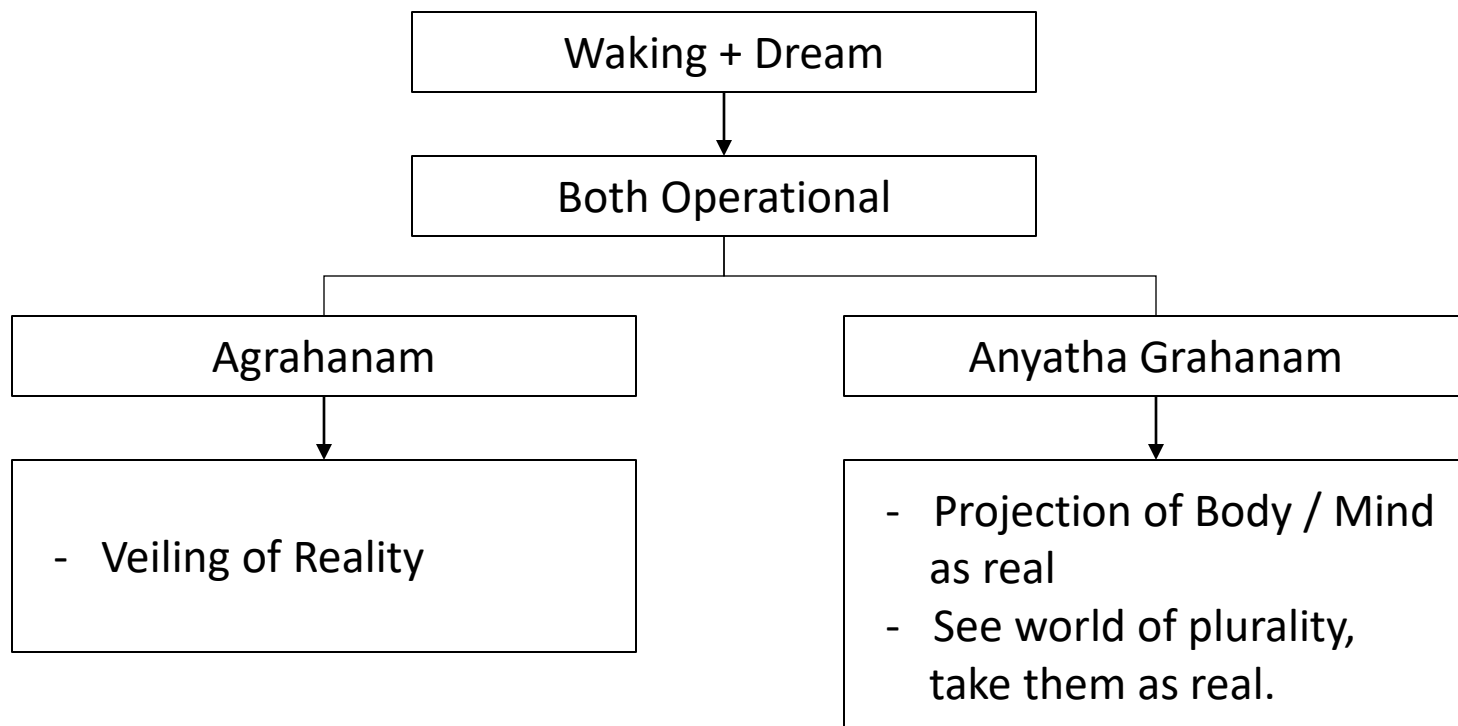 Waking + Dream
Both Operational
Agrahanam
Anyatha Grahanam
- Veiling of Reality
- Projection of Body / Mind
as real
- See world of plurality,
take them as real.